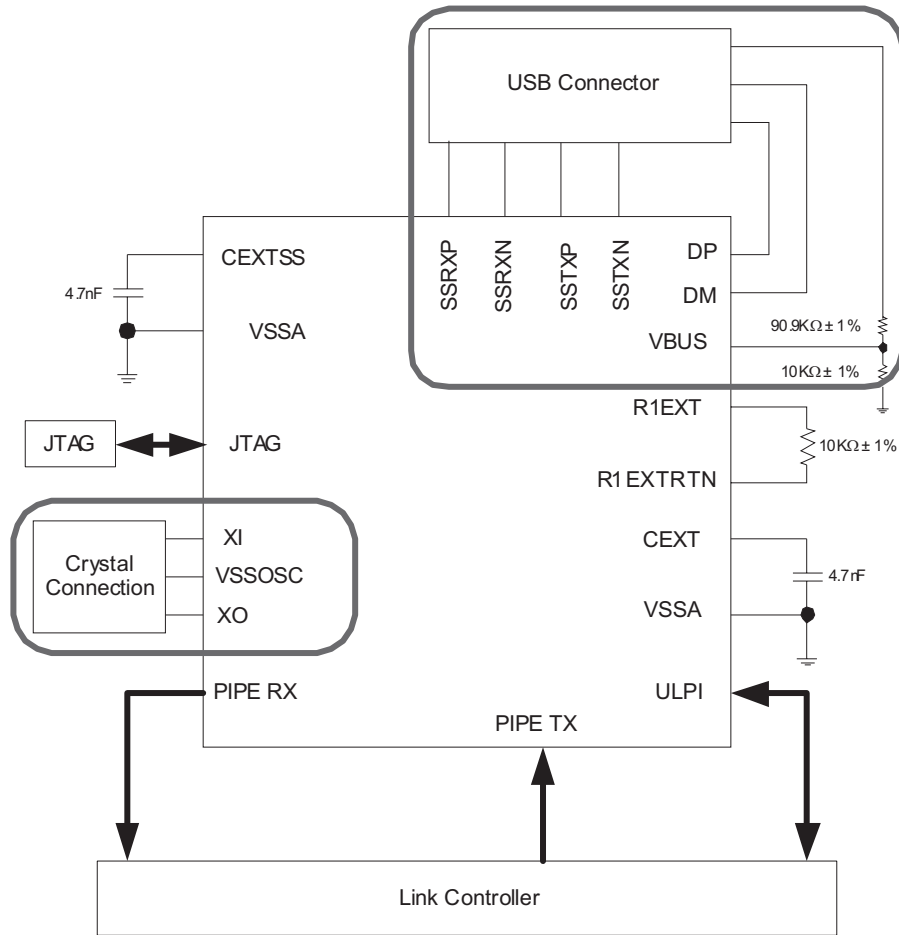 USB Connector
CEXTSS
4.7nF
VSSA
SSRXP
SSRXN
SSTXP
SSTXN
DP
DM
VBUS
90.9KΩ± 1%
10KΩ± 1%
R1EXT
10KΩ± 1%
R1EXTRTN
JTAG
JTAG
Crystal
Connection
XI
VSSOSC
XO
CEXT
4.7nF
VSSA
PIPE RX
PIPE TX
ULPI
Link Controller